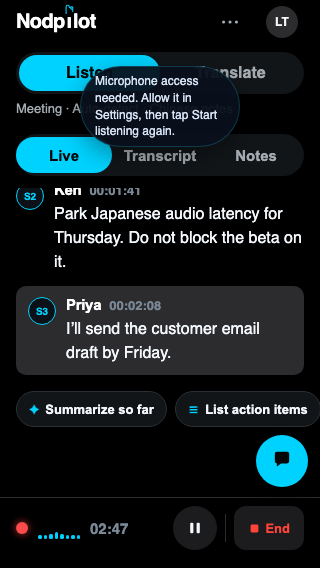 Nodpilot
LT
Microphone access
needed. Allow it in
Settings, then tap Start
listening again.
Translate
Meeting
Live
Transcript
Notes
S2
Ken 00:01:41
Park Japanese audio latency for
Thursday. Do not block the beta on
it.
S3
Priya 00:02:08
I'll send the customer email
draft by Friday.
Summarize so far
List action items
02:47
End